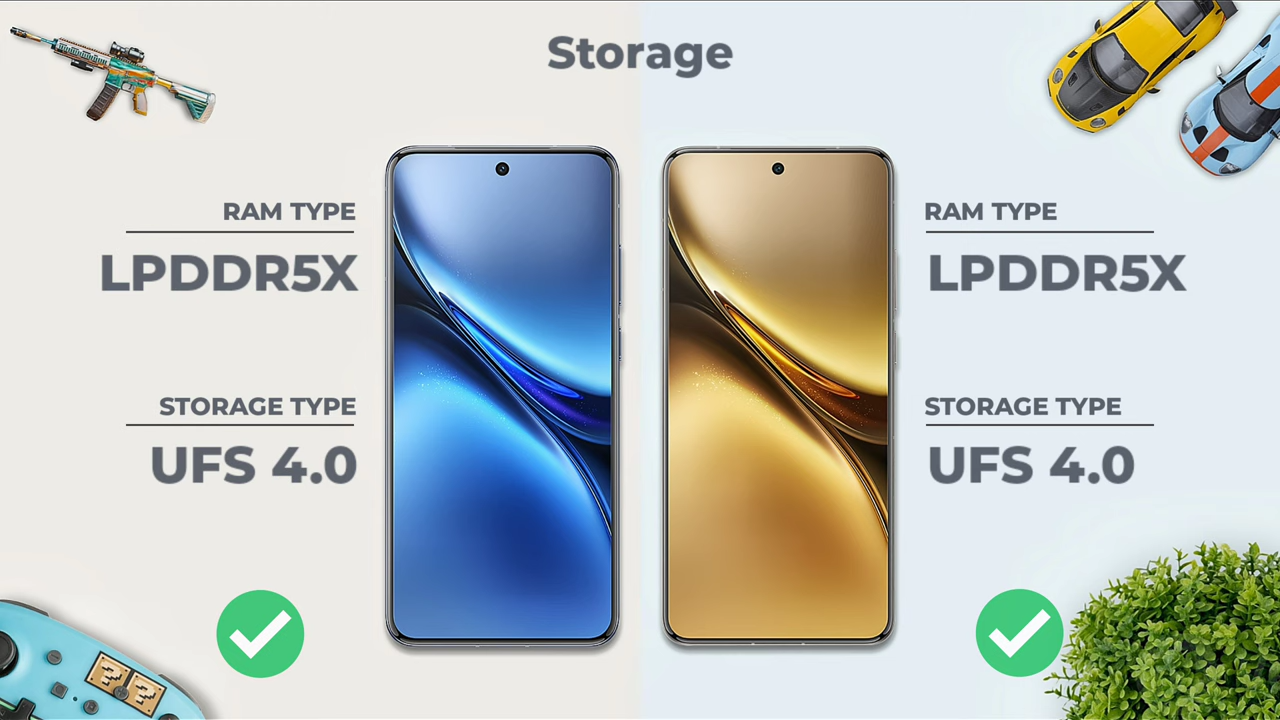 Storage
RAM TYPE
LPDDR5X
STORAGE TYPE
UFS 4.0
RAM TYPE
LPDDR5X
STORAGE TYPE
UFS 4.0
? ?